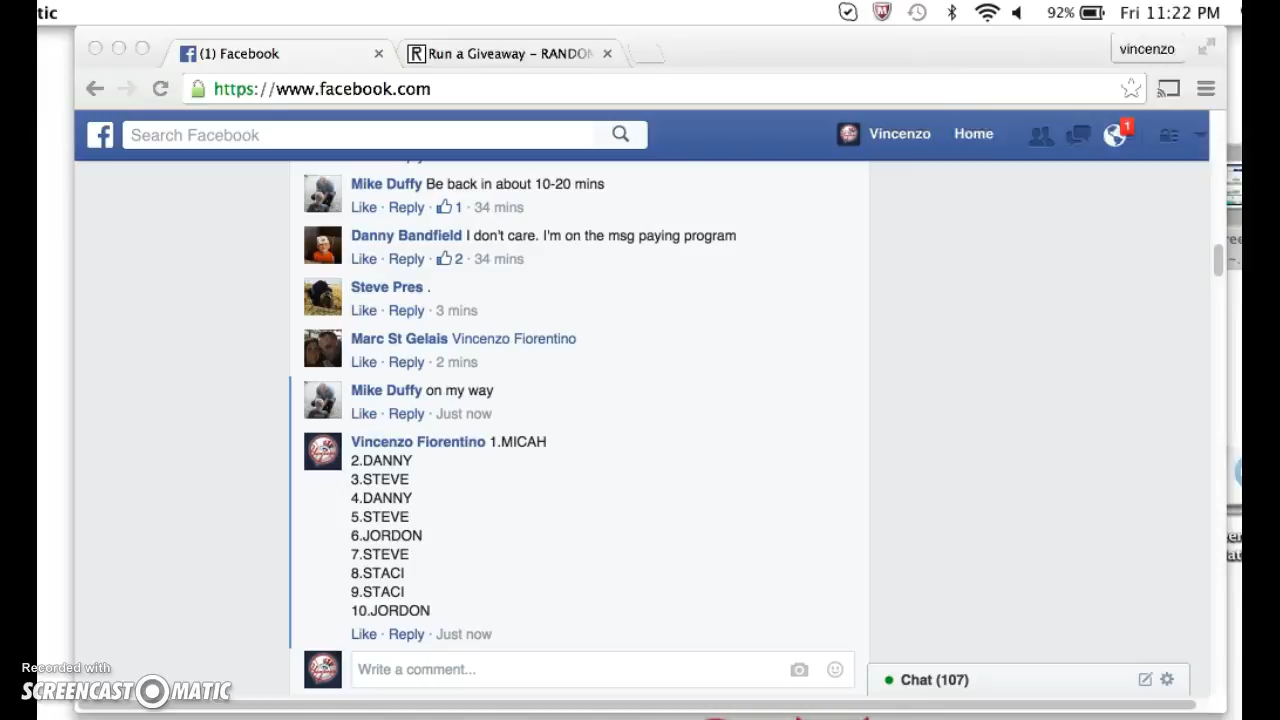 tic
92%
Fri 11:22 PM
(1) Facebook
Run a Giveaway – RANDO
vincenzo
https://www.facebook.com
Search Facebook
Vincenzo
Home
1
Mike Duffy Be back in about 10-20 mins
Like · Reply · 1 · 34 mins
Danny Bandfield I don't care. I'm on the msg paying program
Like · Reply · 2 · 34 mins
Steve Pres .
Like · Reply · 3 mins
Marc St Gelais Vincenzo Fiorentino
Like · Reply · 2 mins
Mike Duffy on my way
Like · Reply · Just now
Vincenzo Fiorentino 1.MICAH
2.DANNY
3.STEVE
4.DANNY
5.STEVE
6.JORDON
7.STEVE
8.STACI
9.STACI
10.JORDON
Like · Reply · Just now
Write a comment...
Chat (107)
Recorded with
SCREENCAST MATIC